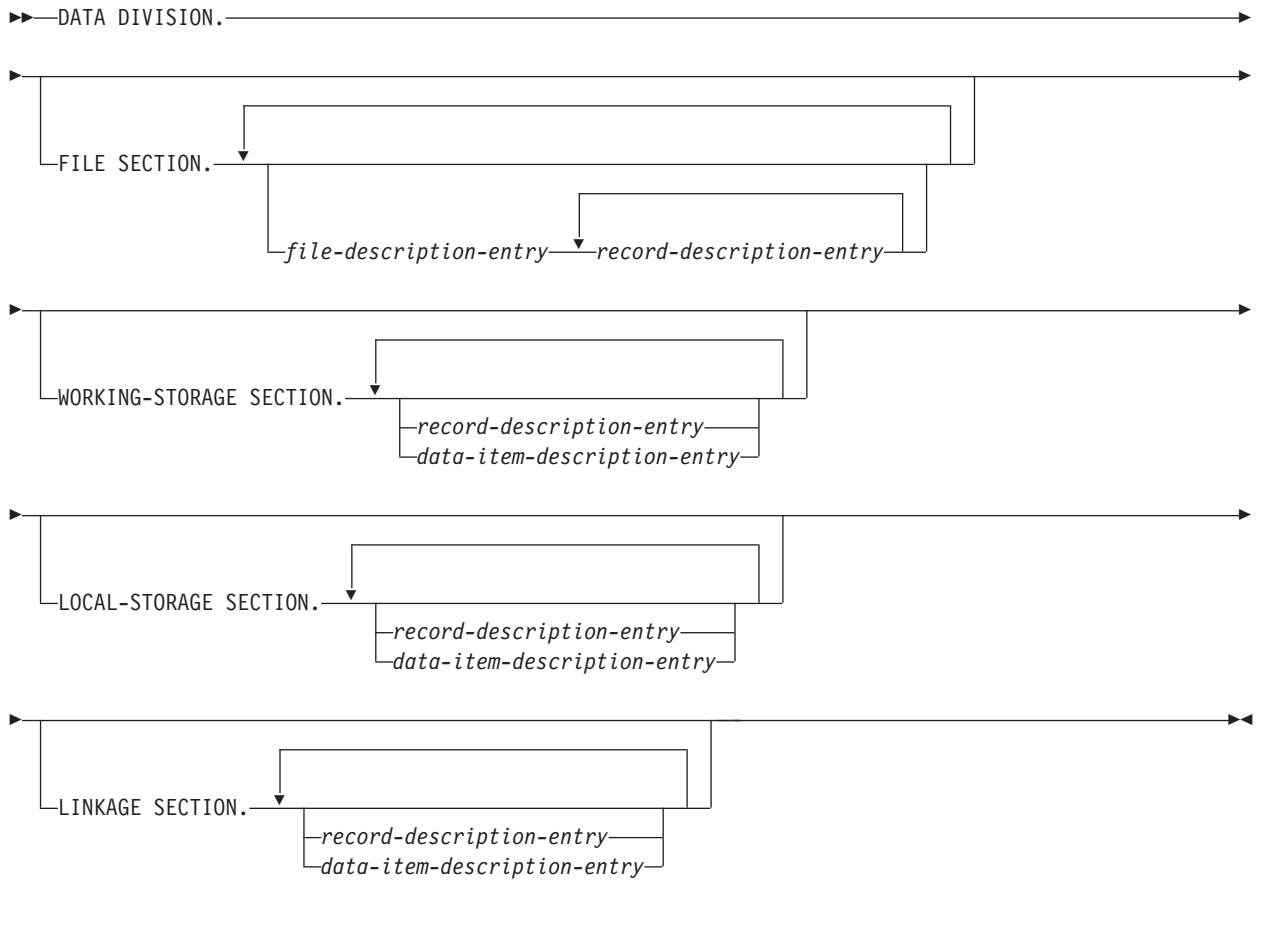 DATA DIVISION.
FILE SECTION.
file-description-entry record-description-entry
WORKING-STORAGE SECTION.
record-description-entry
data-item-description-entry
LOCAL-STORAGE SECTION.
record-description-entry
data-item-description-entry
LINKAGE SECTION.
record-description-entry
data-item-description-entry